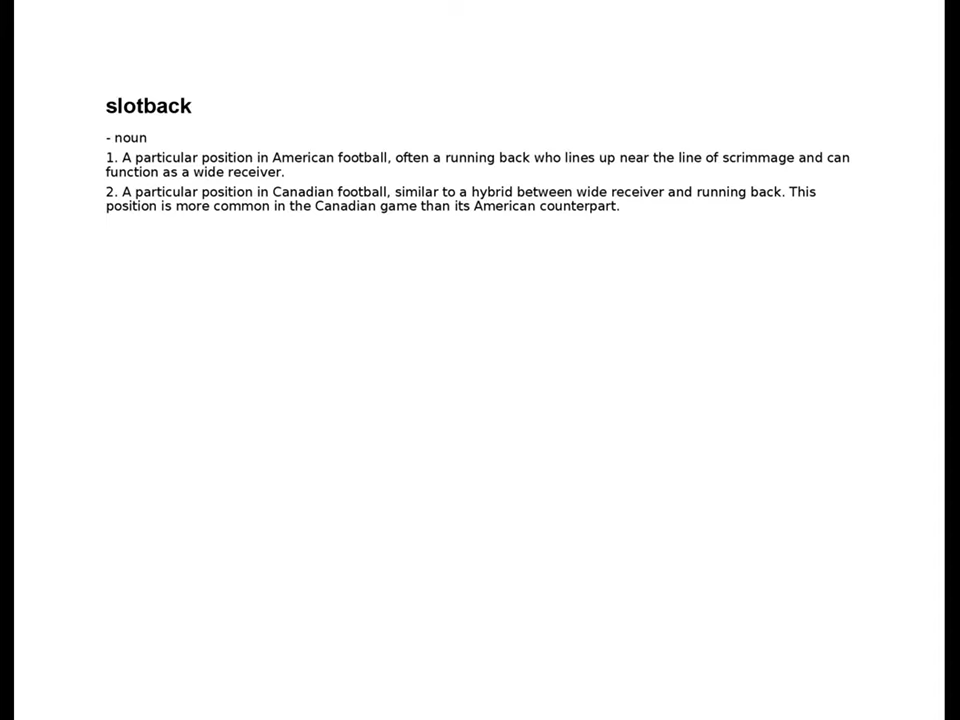 slotback
- noun
1. A particular position in American football, often a running back who lines up near the line of scrimmage and can
function as a wide receiver.
2. A particular position in Canadian football, similar to a hybrid between wide receiver and running back. This
position is more common in the Canadian game than its American counterpart.